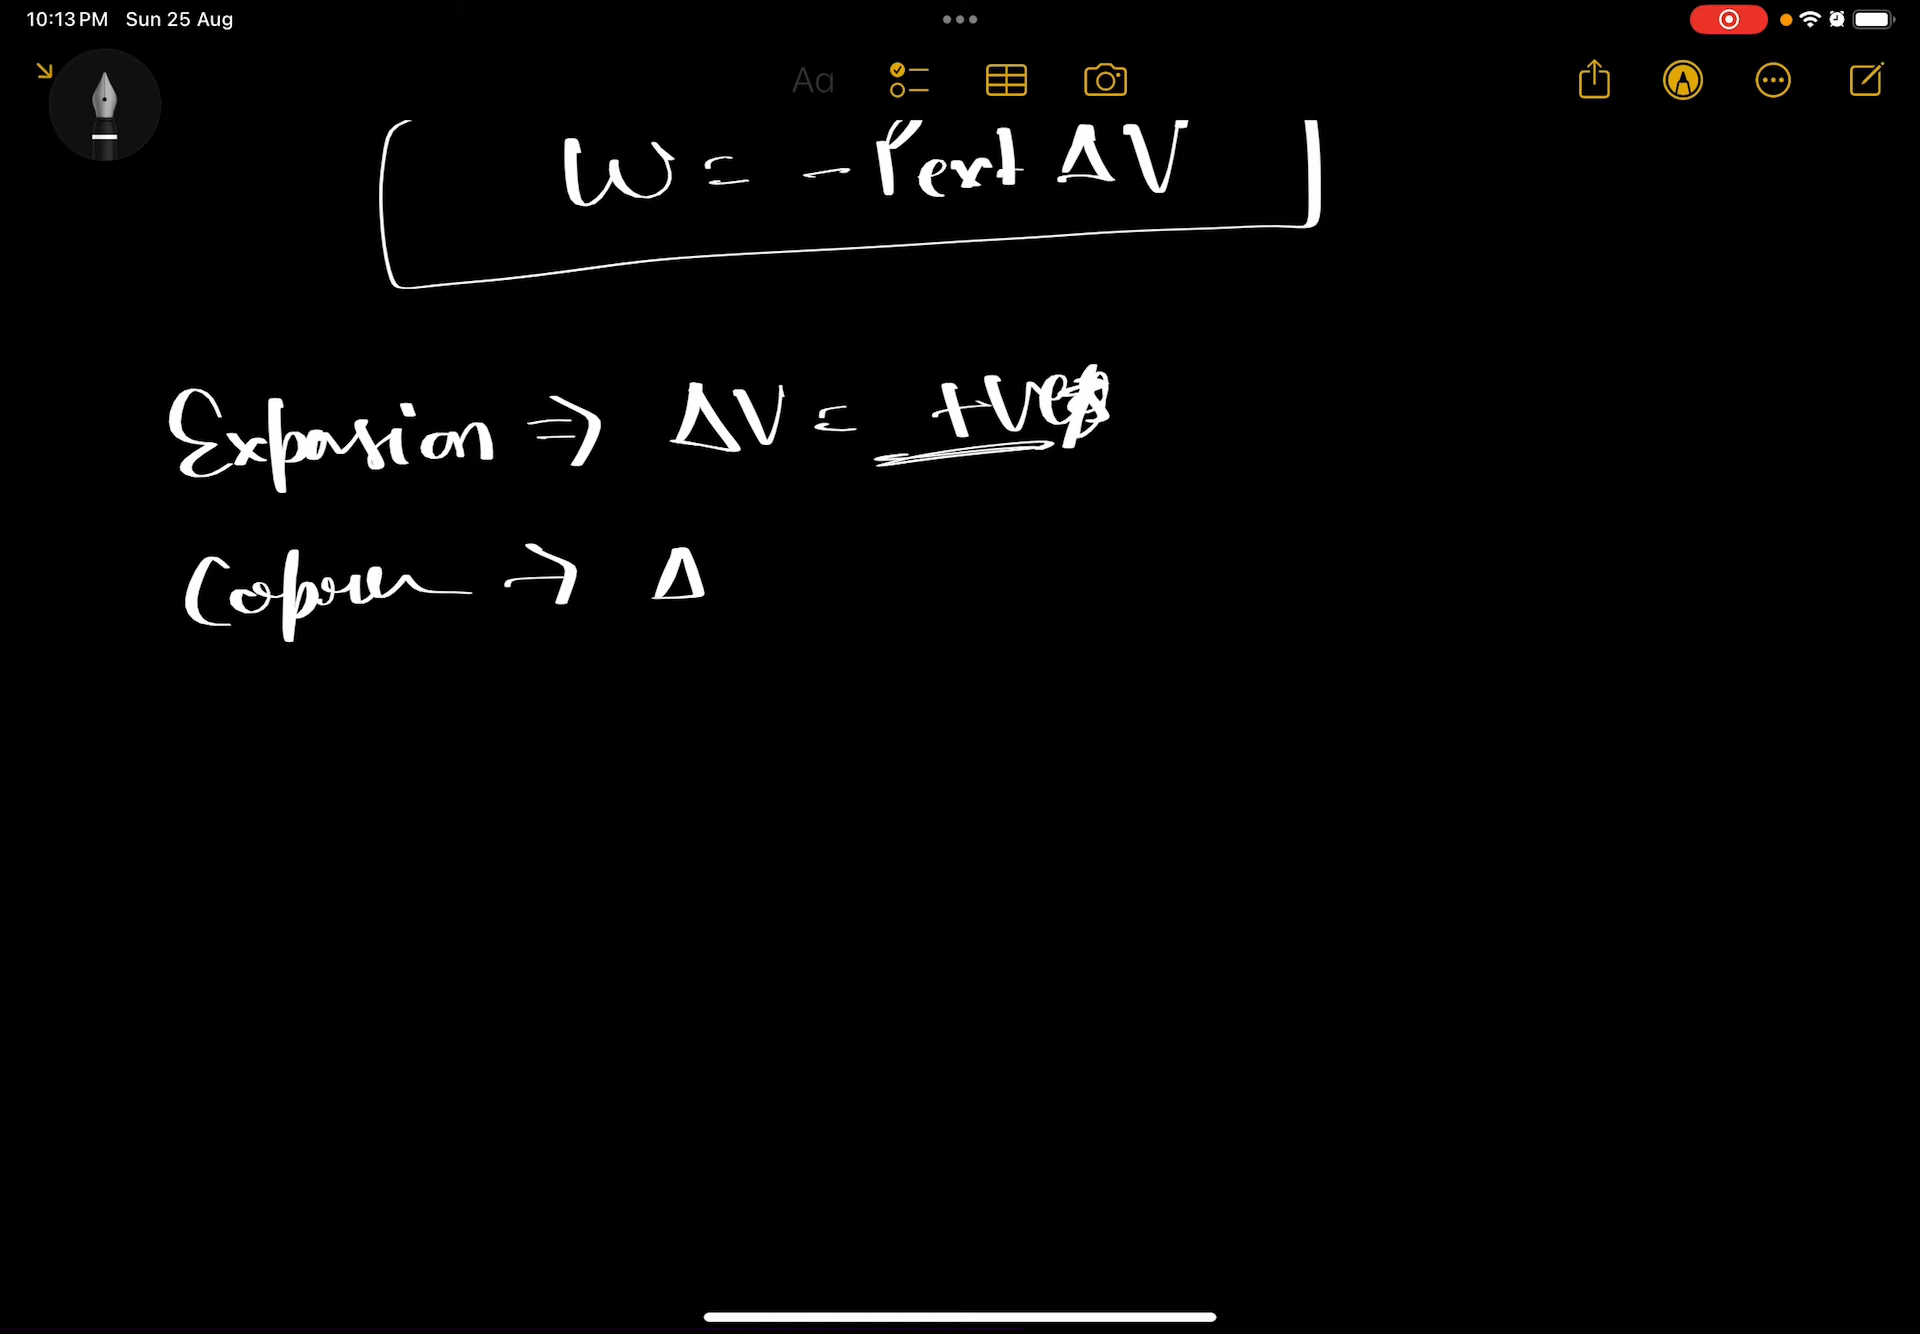 10:13 PM Sun 25 Aug
Aa
W = - Pext ΔV
Expansion ⇒ ΔV = +ve
→ Δ